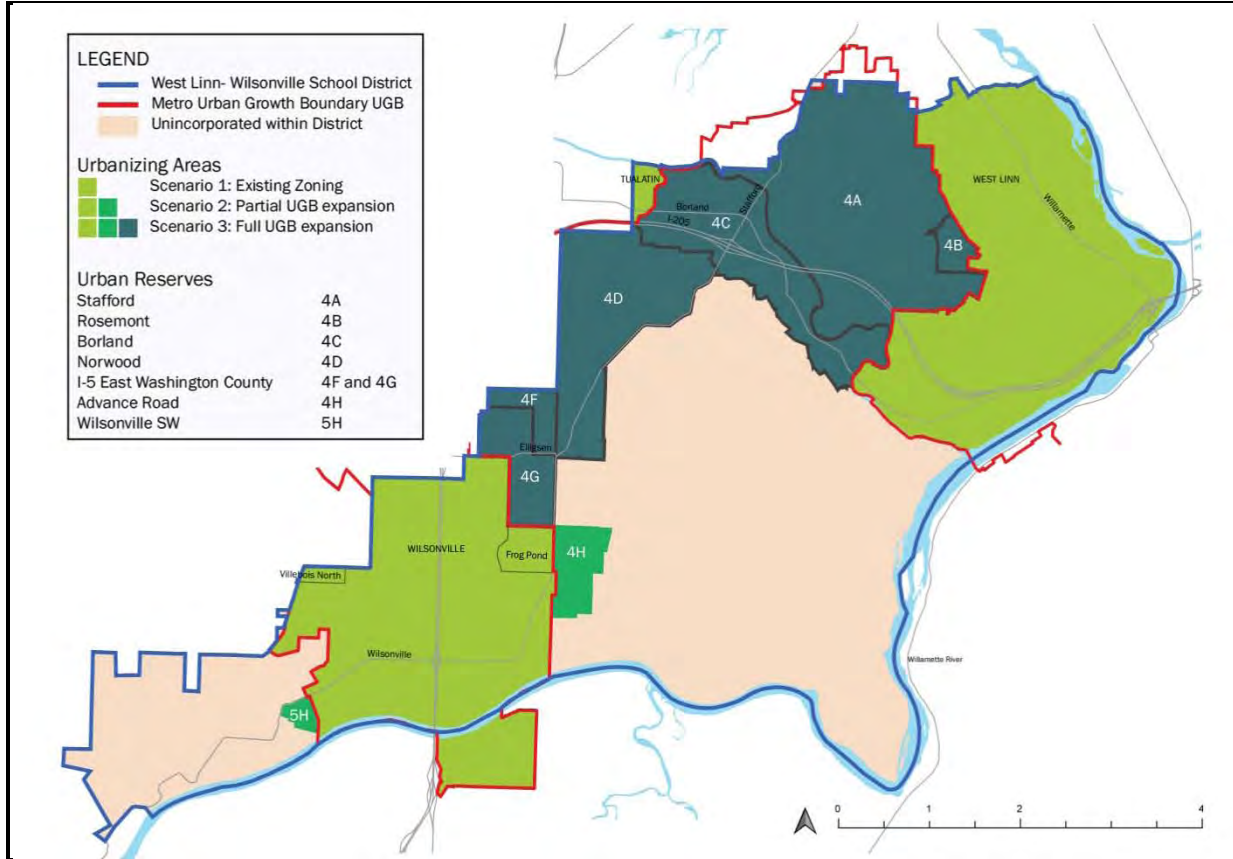 LEGEND
West Linn- Wilsonville School District
Metro Urban Growth Boundary UGB
Unincorporated within District
Urbanizing Areas
Scenario 1: Existing Zoning
Scenario 2: Partial UGB expansion
Scenario 3: Full UGB expansion
Urban Reserves
Stafford 4A
Rosemont 4B
Borland 4C
Norwood 4D
I-5 East Washington County 4F and 4G
Advance Road 4H
Wilsonville SW 5H
TUALATIN
WEST LINN
Willamette
4A
Stafford
Borland
I-205
4C
4B
4D
4F
Elligsen
4G
WILSONVILLE
Frog Pond
4H
Villebois North
Wilsonville
Willamette River
5H
0 1 2 4